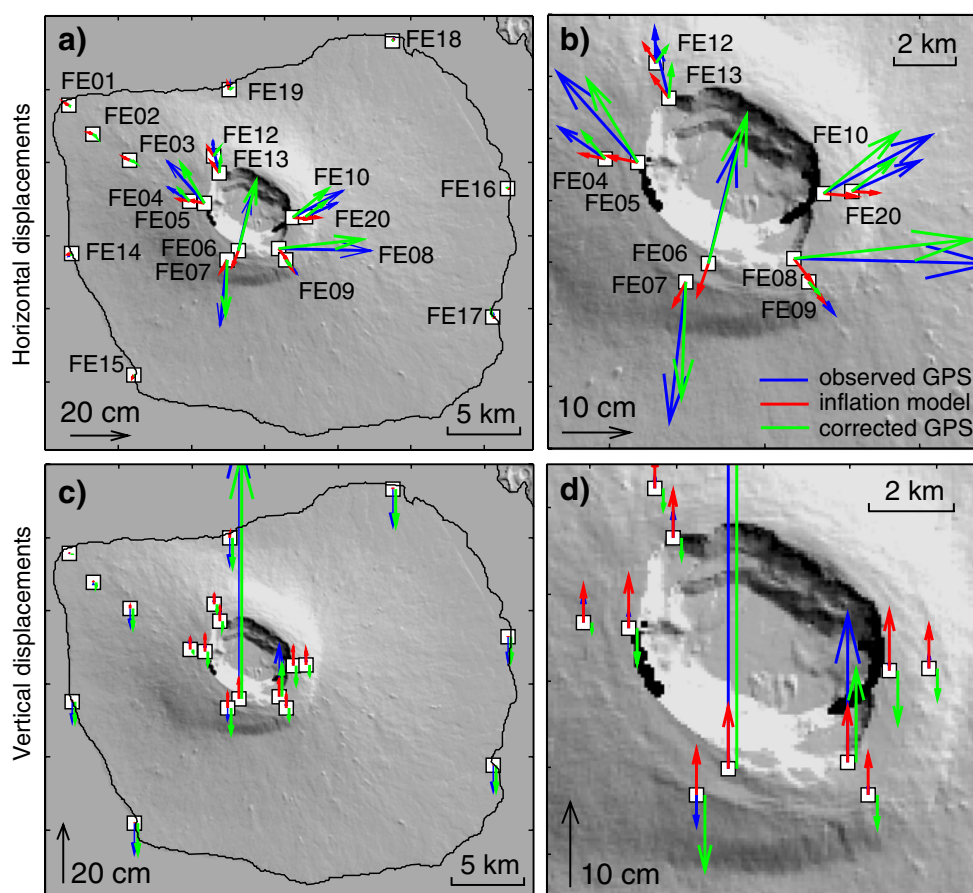 a)
FE18
FE01
FE19
FE02
FE12
FE03
FE13
FE10
FE16
FE04
FE05
FE20
FE06
FE08
FE14
FE07
FE09
FE17
FE15
20 cm
5 km
Horizontal displacements
b)
FE12
2 km
FE13
FE10
FE04
FE05
FE20
FE06
FE08
FE07
FE09
observed GPS
inflation model
10 cm
corrected GPS
c)
20 cm
5 km
Vertical displacements
d)
2 km
10 cm